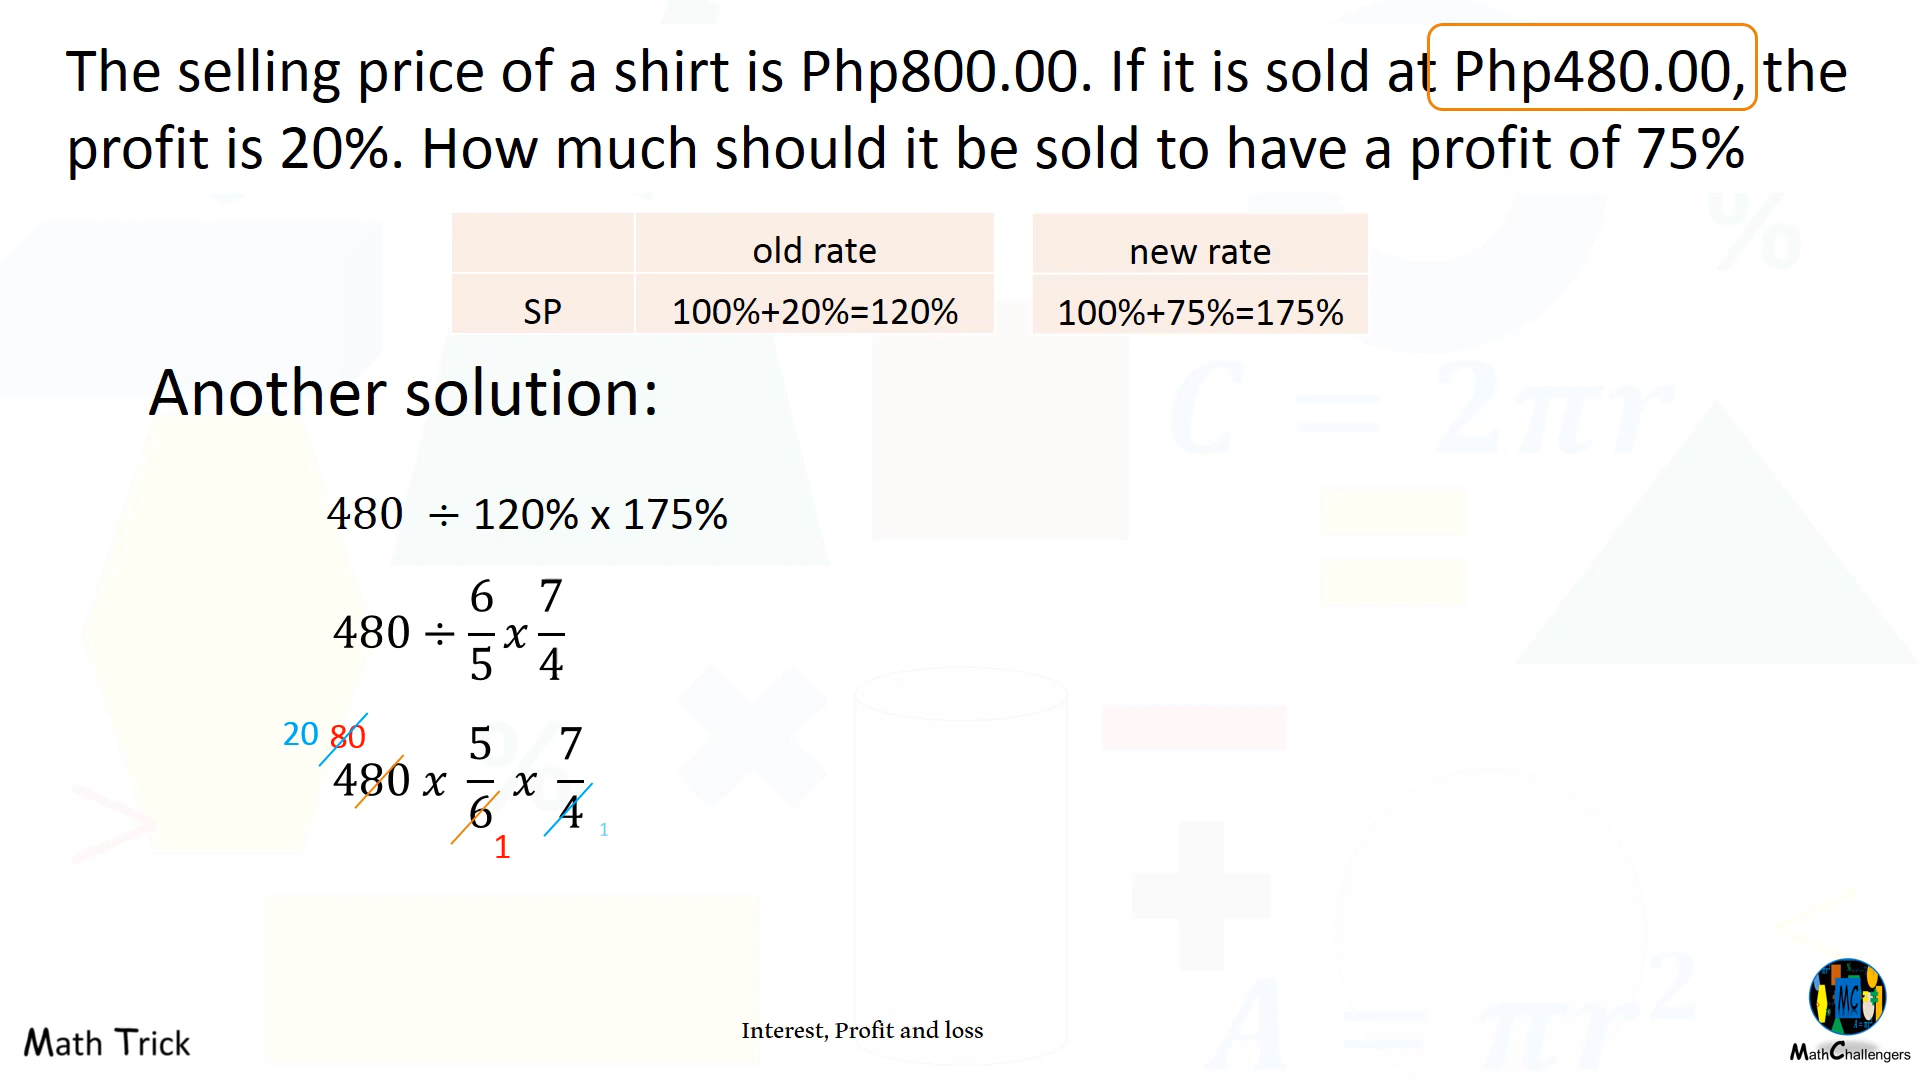 The selling price of a shirt is Php800.00. If it is sold at Php480.00, the
profit is 20%. How much should it be sold to have a profit of 75%
old rate new rate
SP 100%+20%=120% 100%+75%=175%
%
Another solution:
C = 2πr
480 ÷ 120% x 175%
480 ÷ 6/5 x 7/4
20 80
480 x 5/6 x 7/4
1 1
%
>
<
A = πr²
MC
Interest, Profit and loss
Math Trick
MathChallengers